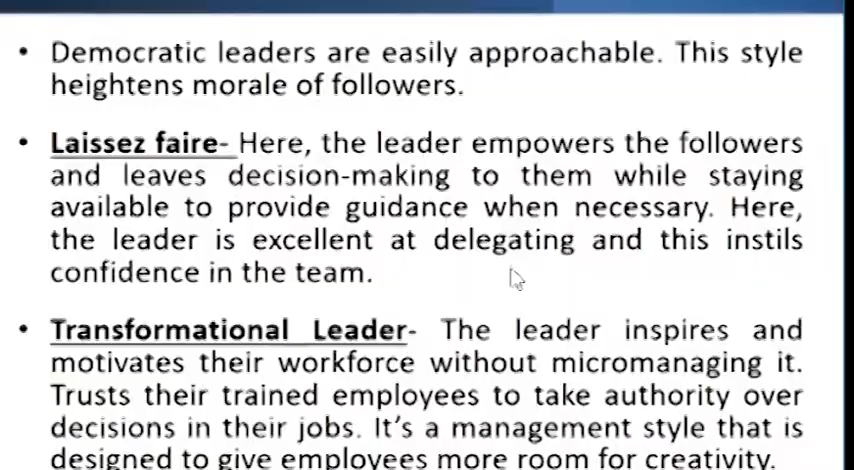 • Democratic leaders are easily approachable. This style
heightens morale of followers.
• Laissez faire- Here, the leader empowers the followers
and leaves decision-making to them while staying
available to provide guidance when necessary. Here,
the leader is excellent at delegating and this instils
confidence in the team.
• Transformational Leader- The leader inspires and
motivates their workforce without micromanaging it.
Trusts their trained employees to take authority over
decisions in their jobs. It's a management style that is
designed to give employees more room for creativity.